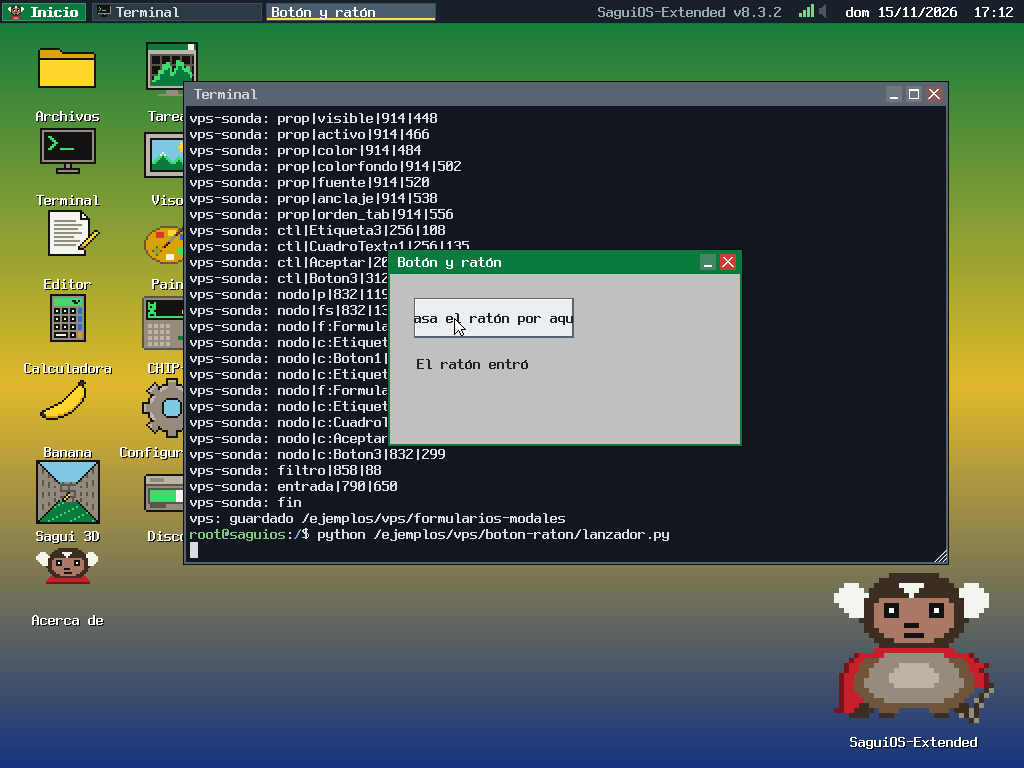 Inicio
Terminal
Botón y ratón
SaguiOS-Extended v8.3.2
dom 15/11/2026
17:12
Archivos
Tarea
Terminal
Viso
Editor
Pain
Calculadora
CHIP-
Banana
Configur
Sagui 3D
Disco
Acerca de
Terminal
vps-sonda: prop|visible|914|448
vps-sonda: prop|activo|914|466
vps-sonda: prop|color|914|484
vps-sonda: prop|colorfondo|914|502
vps-sonda: prop|fuente|914|520
vps-sonda: prop|anclaje|914|538
vps-sonda: prop|orden_tab|914|556
vps-sonda: ctl|Etiqueta3|256|108
vps-sonda: ctl|CuadroTexto1|256|135
vps-sonda: ctl|Aceptar|20
vps-sonda: ctl|Boton3|312
vps-sonda: nodo|p|832|119
vps-sonda: nodo|fs|832|13
vps-sonda: nodo|f:Formula
vps-sonda: nodo|c:Etiquet
vps-sonda: nodo|c:Boton1|
vps-sonda: nodo|c:Etiquet
vps-sonda: nodo|f:Formula
vps-sonda: nodo|c:Etiquet
vps-sonda: nodo|c:CuadroT
vps-sonda: nodo|c:Aceptar
vps-sonda: nodo|c:Boton3|832|299
vps-sonda: filtro|858|88
vps-sonda: entrada|790|650
vps-sonda: fin
vps: guardado /ejemplos/vps/formularios-modales
root@saguios:/$ python /ejemplos/vps/boton-raton/lanzador.py
Botón y ratón
asa el ratón por aqu
El ratón entró
SaguiOS-Extended